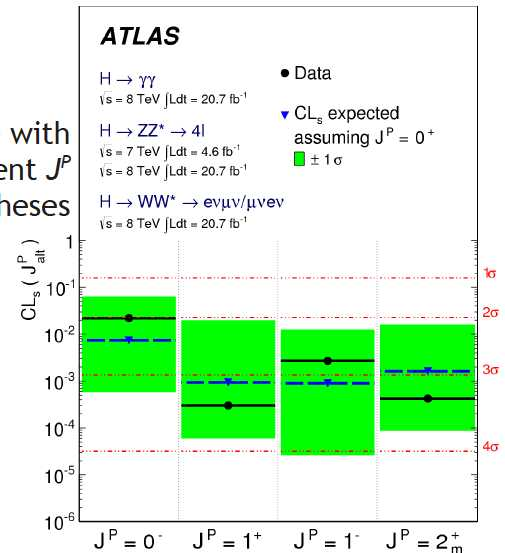 with
ent J^P
heses
ATLAS
H → γγ
√s = 8 TeV ∫Ldt = 20.7 fb⁻¹
H → ZZ* → 4l
√s = 7 TeV ∫Ldt = 4.6 fb⁻¹
√s = 8 TeV ∫Ldt = 20.7 fb⁻¹
H → WW* → eνμν/μνeν
√s = 8 TeV ∫Ldt = 20.7 fb⁻¹
Data
CLₛ expected
assuming J^P = 0⁺
± 1 σ
CLₛ ( J^P_alt )
1
10⁻¹
10⁻²
10⁻³
10⁻⁴
10⁻⁵
10⁻⁶
1σ
2σ
3σ
4σ
J^P = 0⁻ J^P = 1⁺ J^P = 1⁻ J^P = 2⁺_m